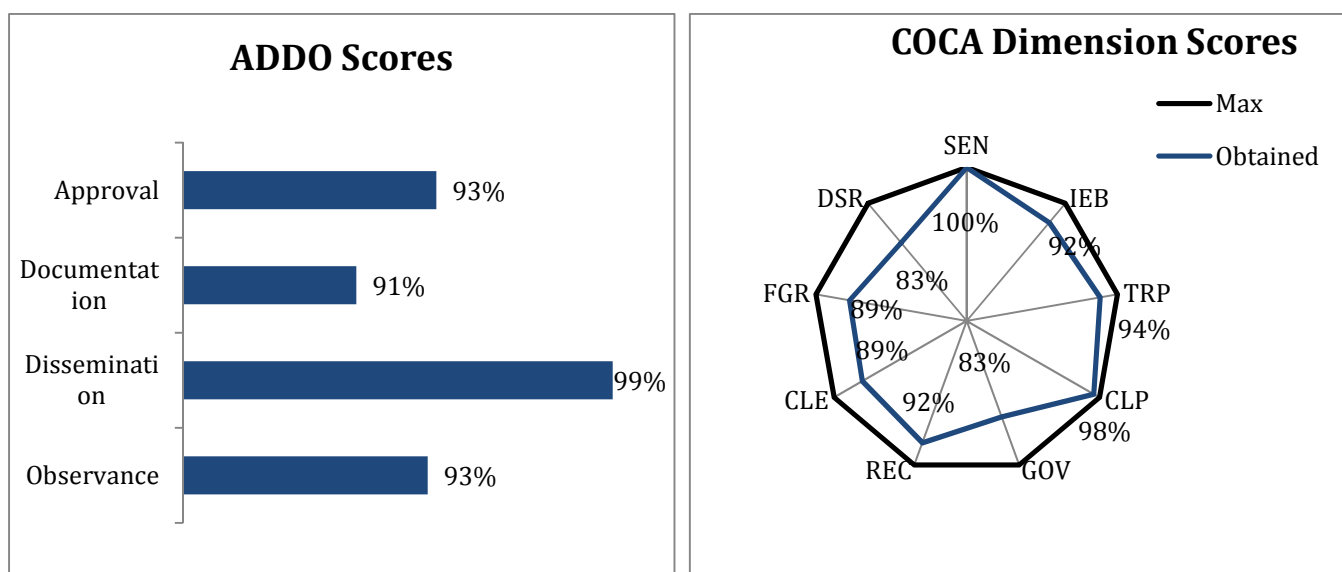 ADDO Scores
Approval
93%
Documentat
ion
91%
Disseminati
on
99%
Observance
93%
COCA Dimension Scores
Max
Obtained
SEN
DSR
IEB
100%
92%
83%
FGR
TRP
89%
94%
89%
83%
CLE
92%
CLP
98%
REC
GOV